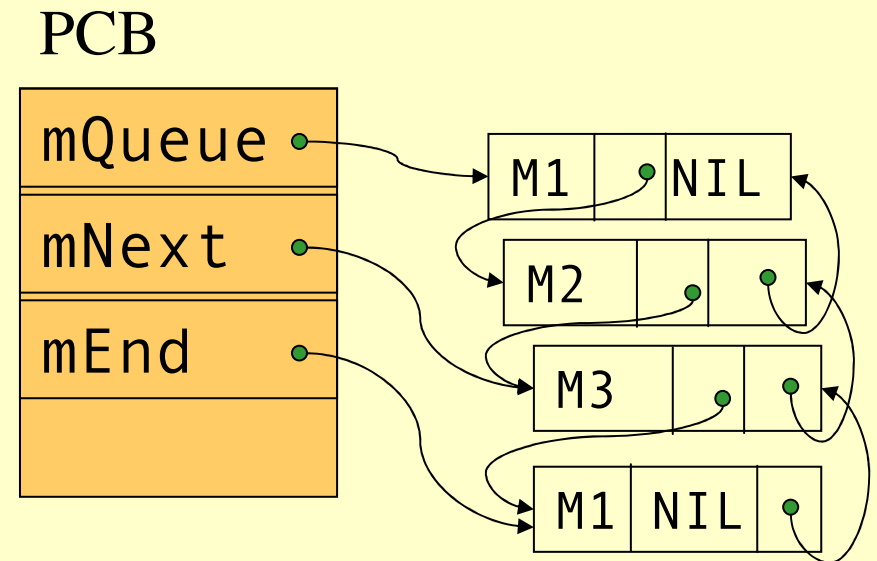 PCB
mQueue
mNext
mEnd
M1 NIL
M2
M3
M1 NIL